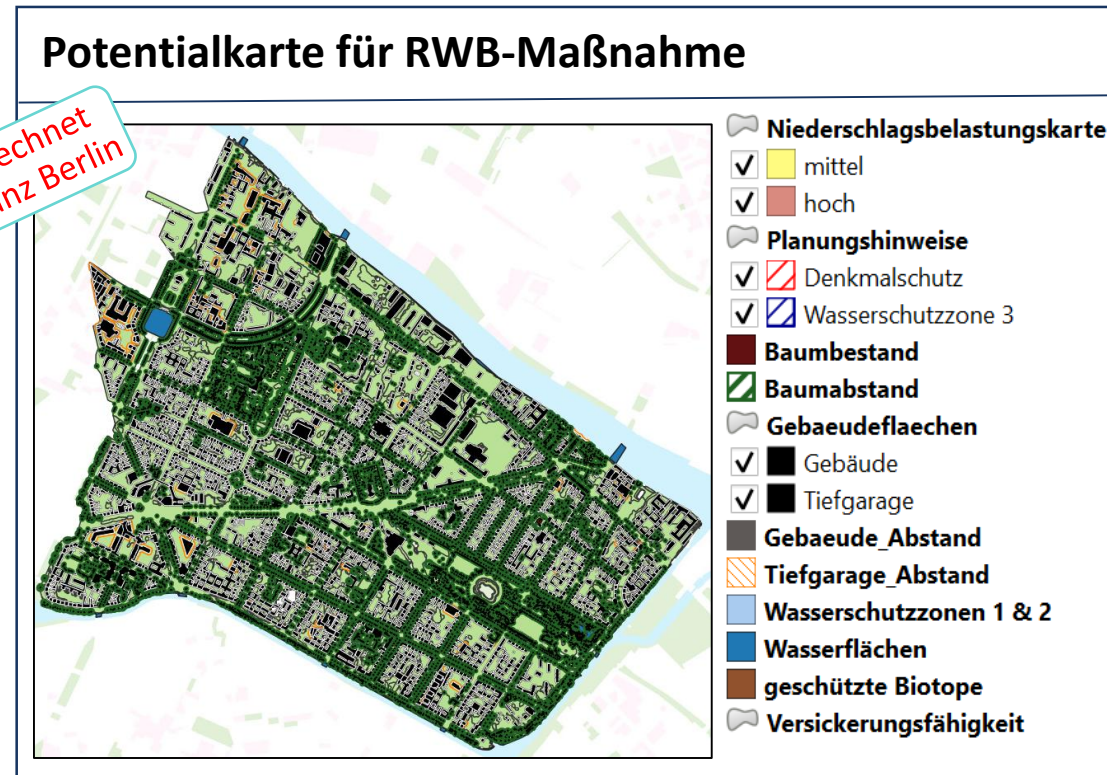 Potentialkarte für RWB-Maßnahme
Berlin
Niederschlagsbelastungskarte
mittel
hoch
Planungshinweise
Denkmalschutz
Wasserschutzzone 3
Baumbestand
Baumabstand
Gebaeudeflaechen
Gebäude
Tiefgarage
Gebaeude_Abstand
Tiefgarage_Abstand
Wasserschutzzonen 1 & 2
Wasserflächen
geschützte Biotope
Versickerungsfähigkeit